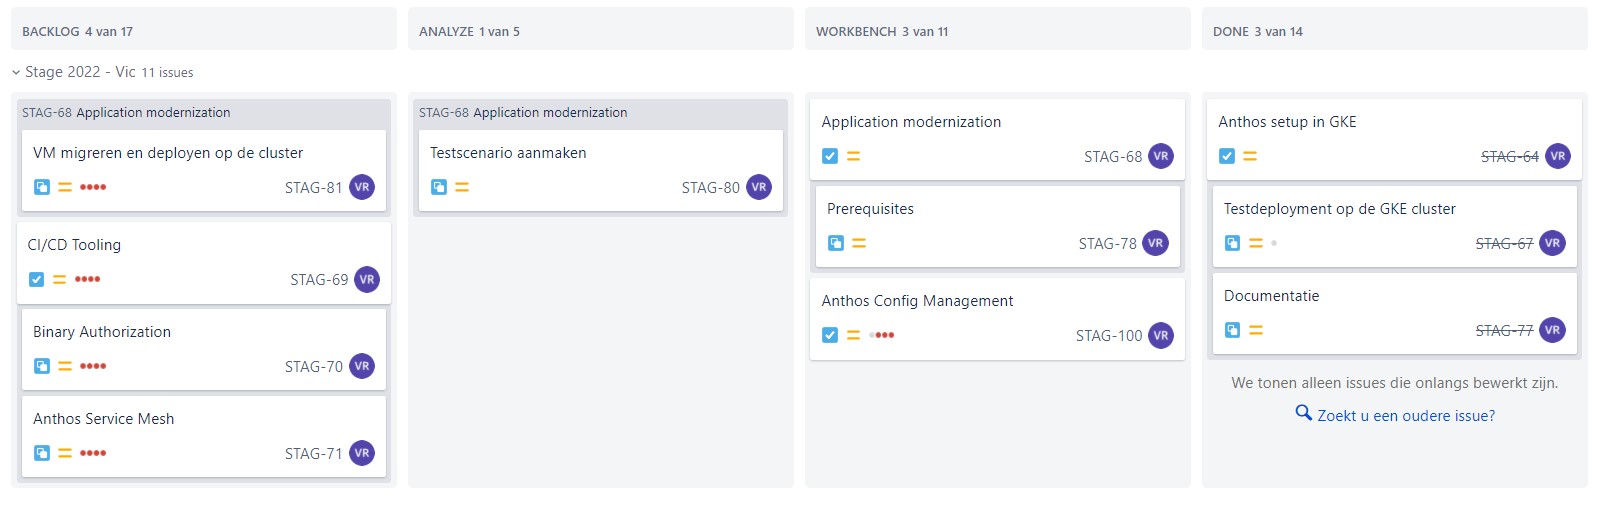 BACKLOG 4 van 17
ANALYZE 1 van 5
WORKBENCH 3 van 11
DONE 3 van 14
Stage 2022 - Vic 11 issues
STAG-68 Application modernization
VM migreren en deployen op de cluster
STAG-81 VR
CI/CD Tooling
STAG-69 VR
Binary Authorization
STAG-70 VR
Anthos Service Mesh
STAG-71 VR
STAG-68 Application modernization
Testscenario aanmaken
STAG-80 VR
Application modernization
STAG-68 VR
Prerequisites
STAG-78 VR
Anthos Config Management
STAG-100 VR
Anthos setup in GKE
STAG-64 VR
Testdeployment op de GKE cluster
STAG-67 VR
Documentatie
STAG-77 VR
We tonen alleen issues die onlangs bewerkt zijn.
Zoekt u een oudere issue?